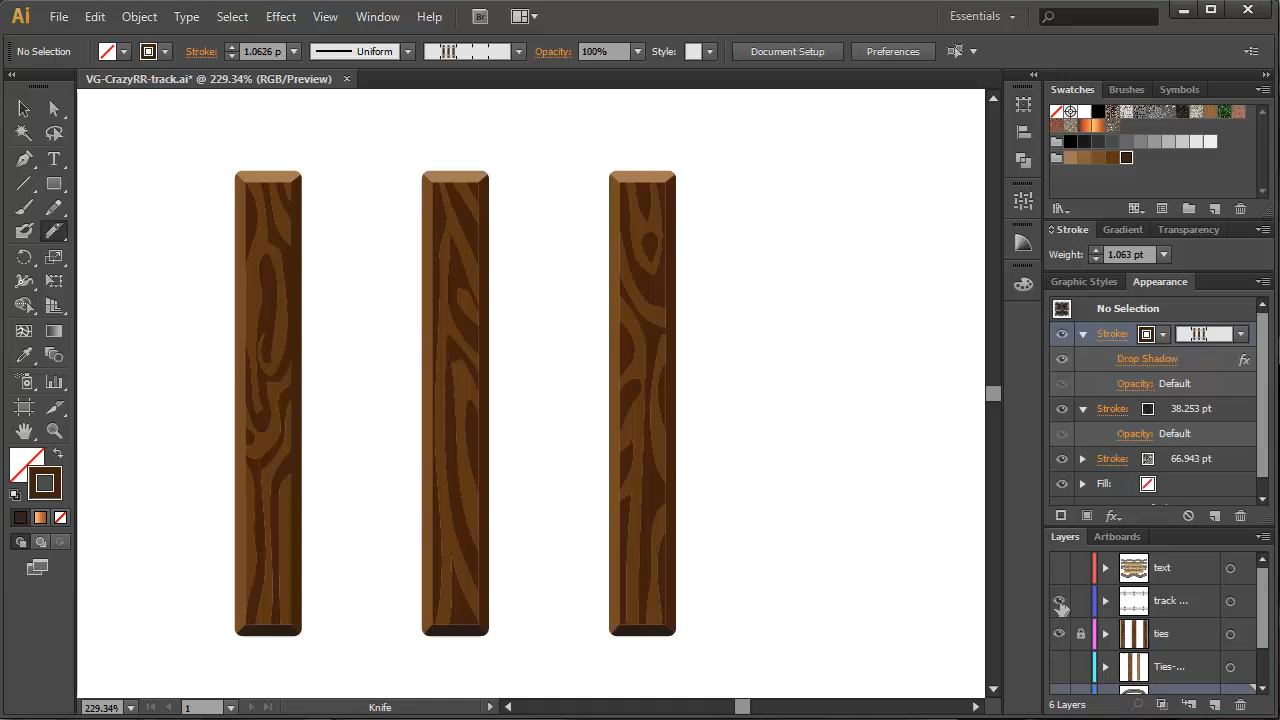 Ai File Edit Object Type Select Effect View Window Help Br Essentials
No Selection Stroke: 1.0626 p Uniform Opacity: 100% Style: Document Setup Preferences
VG-CrazyRR-track.ai* @ 229.34% (RGB/Preview)
Swatches Brushes Symbols
Stroke Gradient Transparency
Weight: 1.063 pt
Graphic Styles Appearance
No Selection
Stroke:
Drop Shadow fx
Opacity: Default
Stroke: 38.253 pt
Opacity: Default
Stroke: 66.943 pt
Fill:
fx
Layers Artboards
text
track ...
ties
Ties-...
6 Layers
229.34% 1 Knife